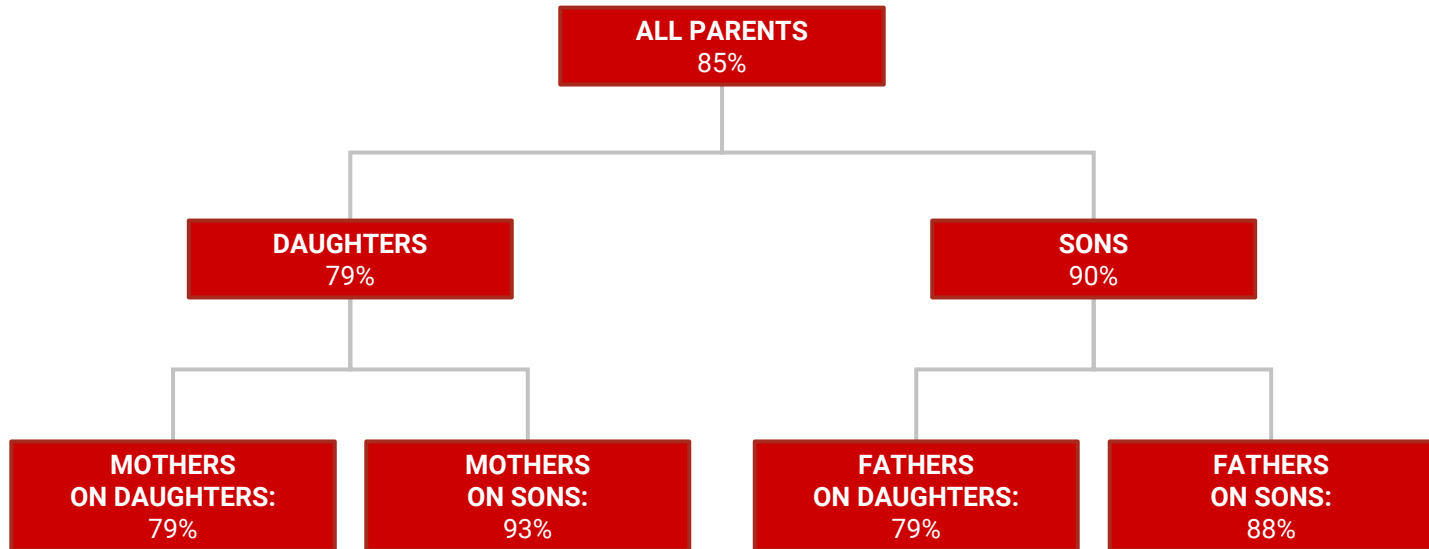 ALL PARENTS
85%
DAUGHTERS
79%
SONS
90%
MOTHERS
ON DAUGHTERS:
79%
MOTHERS
ON SONS:
93%
FATHERS
ON DAUGHTERS:
79%
FATHERS
ON SONS:
88%